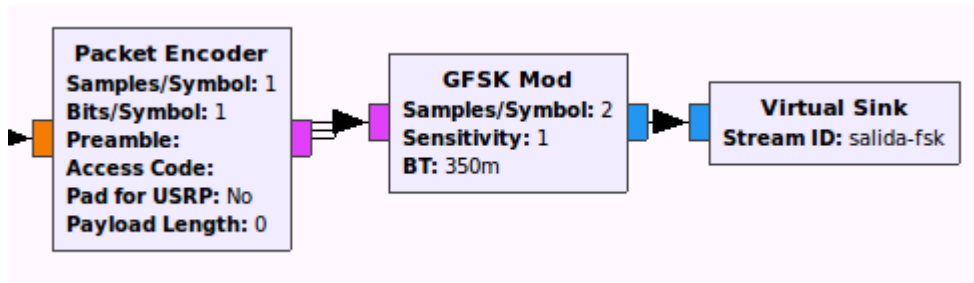 Packet Encoder
Samples/Symbol: 1
Bits/Symbol: 1
Preamble:
Access Code:
Pad for USRP: No
Payload Length: 0
GFSK Mod
Samples/Symbol: 2
Sensitivity: 1
BT: 350m
Virtual Sink
Stream ID: salida-fsk